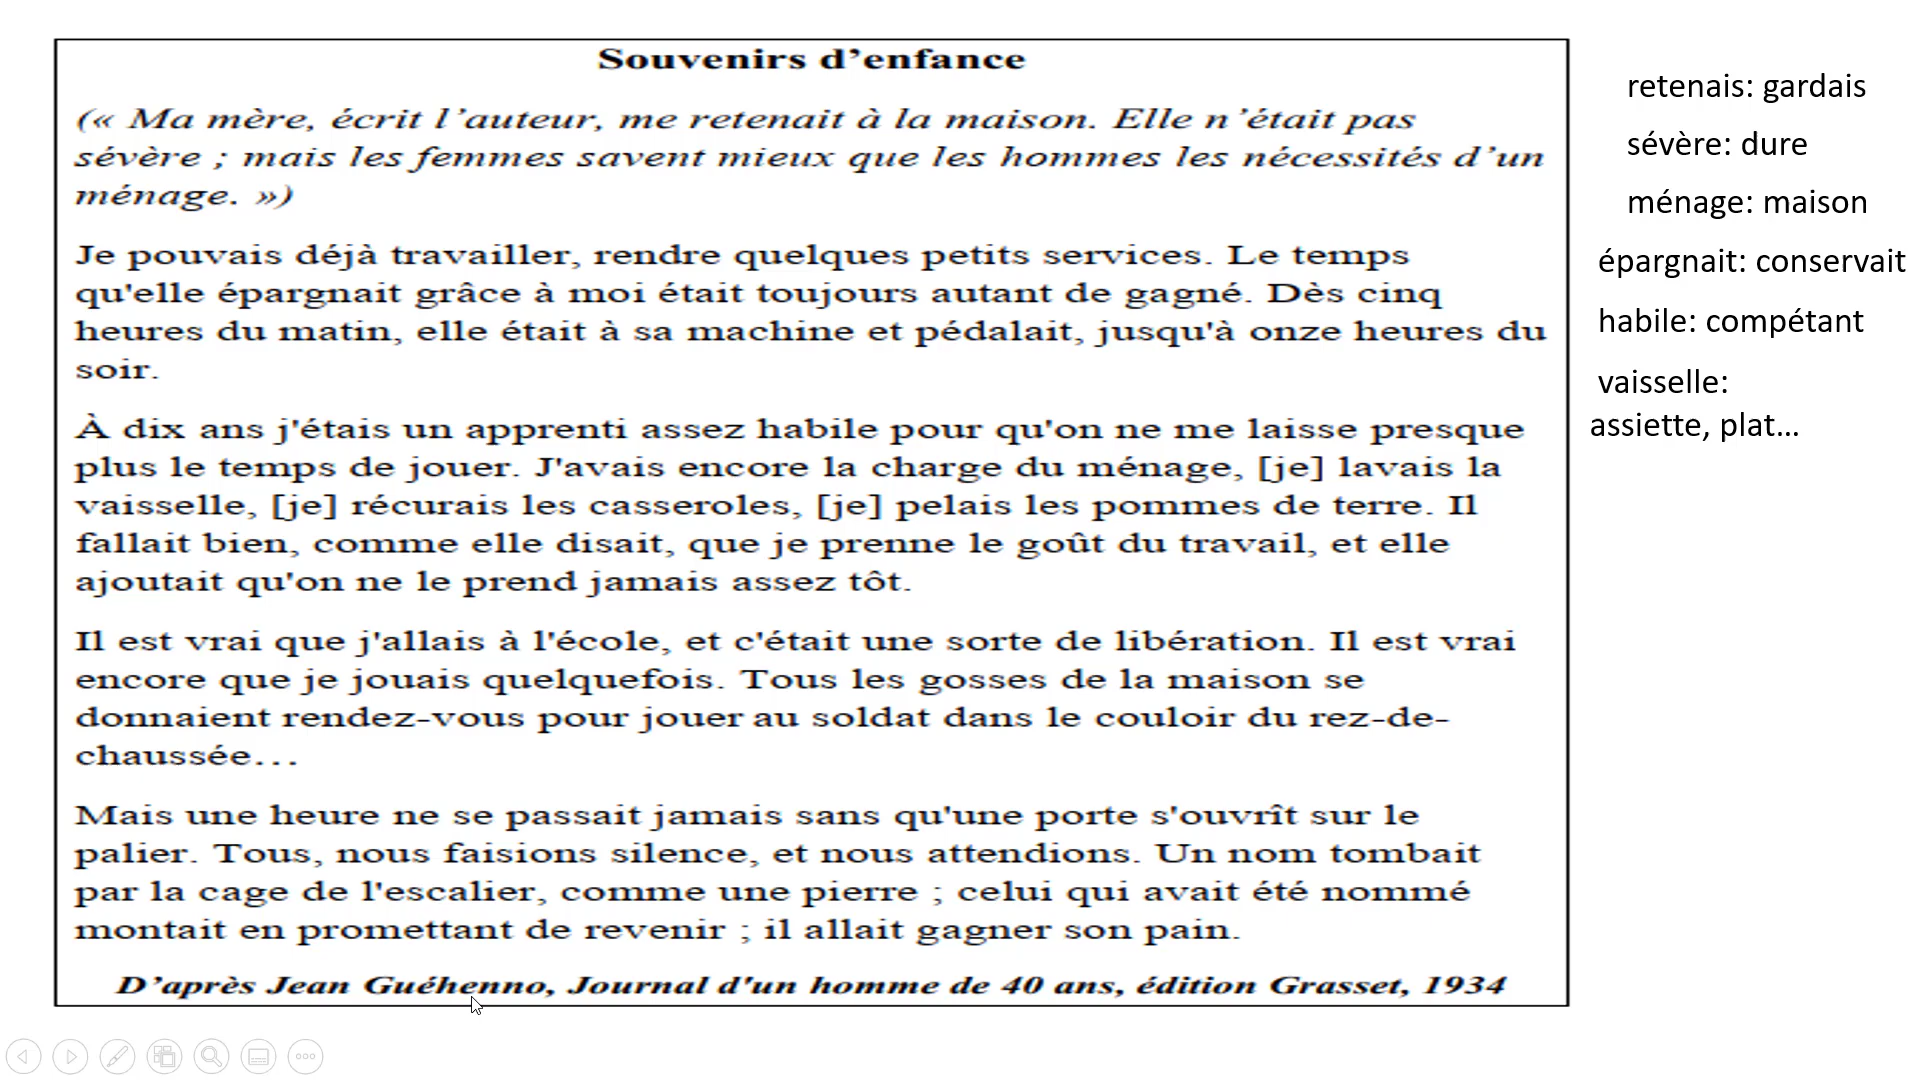 Souvenirs d’enfance
(« Ma mère, écrit l’auteur, me retenait à la maison. Elle n’était pas
sévère ; mais les femmes savent mieux que les hommes les nécessités d’un
ménage. »)
Je pouvais déjà travailler, rendre quelques petits services. Le temps
qu'elle épargnait grâce à moi était toujours autant de gagné. Dès cinq
heures du matin, elle était à sa machine et pédalait, jusqu'à onze heures du
soir.
À dix ans j'étais un apprenti assez habile pour qu'on ne me laisse presque
plus le temps de jouer. J'avais encore la charge du ménage, [je] lavais la
vaisselle, [je] récurais les casseroles, [je] pelais les pommes de terre. Il
fallait bien, comme elle disait, que je prenne le goût du travail, et elle
ajoutait qu'on ne le prend jamais assez tôt.
Il est vrai que j'allais à l'école, et c'était une sorte de libération. Il est vrai
encore que je jouais quelquefois. Tous les gosses de la maison se
donnaient rendez-vous pour jouer au soldat dans le couloir du rez-de-
chaussée...
Mais une heure ne se passait jamais sans qu'une porte s'ouvrît sur le
palier. Tous, nous faisions silence, et nous attendions. Un nom tombait
par la cage de l'escalier, comme une pierre ; celui qui avait été nommé
montait en promettant de revenir ; il allait gagner son pain.
D’après Jean Guéhenno, Journal d'un homme de 40 ans, édition Grasset, 1934
retenais: gardais
sévère: dure
ménage: maison
épargnait: conservait
habile: compétant
vaisselle:
assiette, plat…